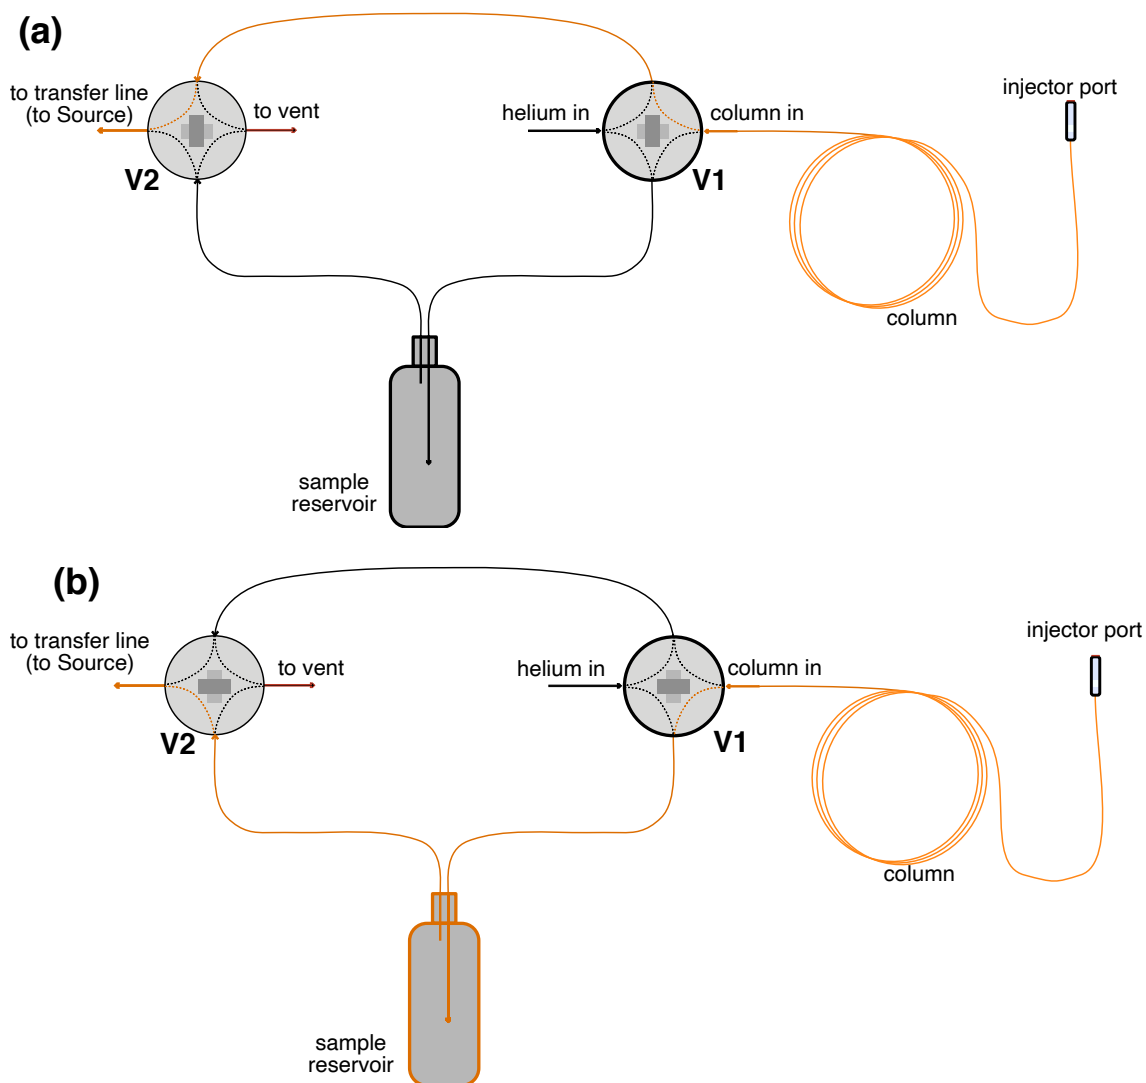 (a)
to transfer line
(to Source)
to vent
helium in
column in
injector port
V2
V1
column
sample
reservoir
(b)
to transfer line
(to Source)
to vent
helium in
column in
injector port
V2
V1
column
sample
reservoir